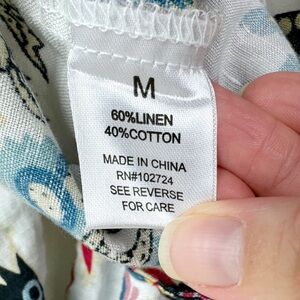 M
60%LINEN
40%COTTON
MADE IN CHINA
RN#102724
SEE REVERSE
FOR CARE